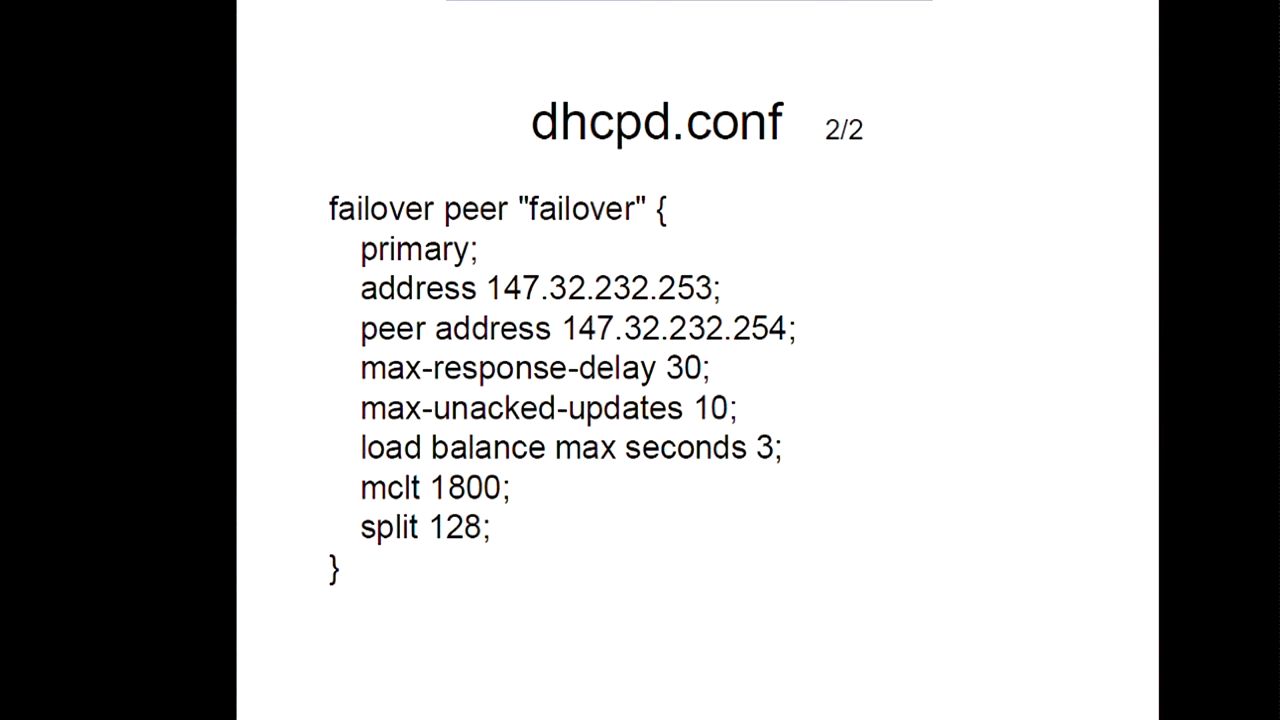 dhcpd.conf 2/2
failover peer "failover" {
primary;
address 147.32.232.253;
peer address 147.32.232.254;
max-response-delay 30;
max-unacked-updates 10;
load balance max seconds 3;
mclt 1800;
split 128;
}